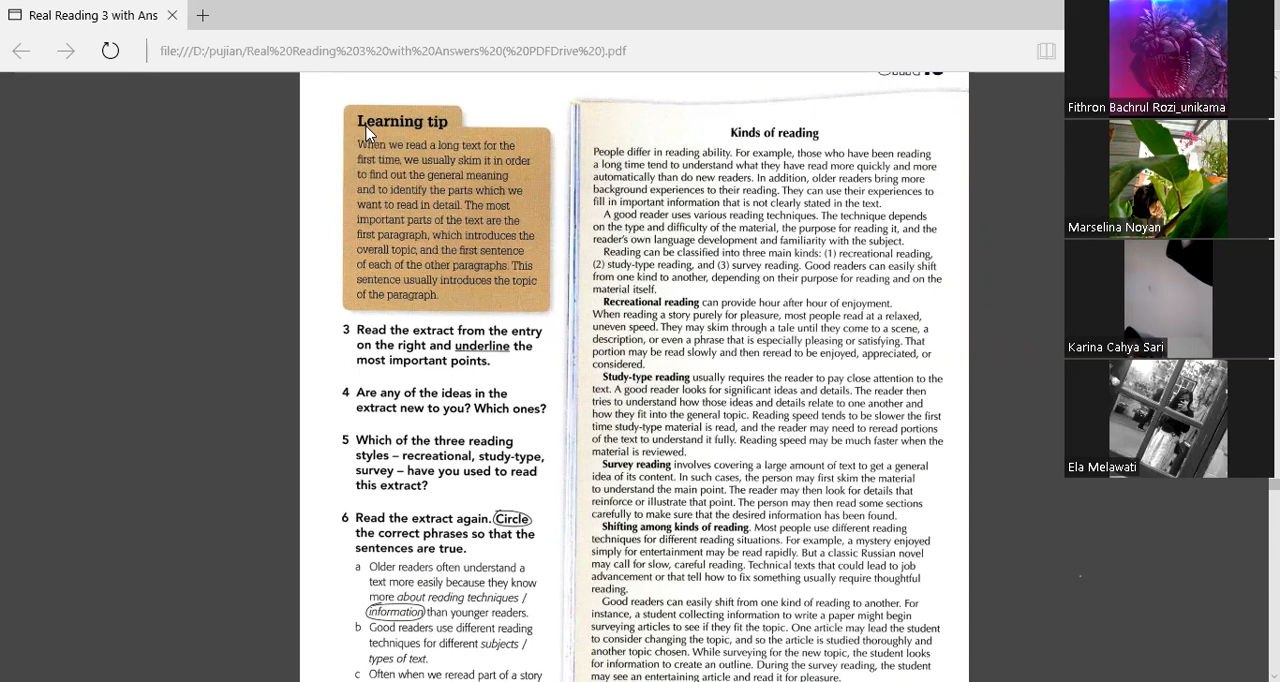 Real Reading 3 with Ans
file:///D:/pujian/Real%20Reading%203%20with%20Answers%20(%20PDFDrive%20).pdf
Learning tip
When we read a long text for the
first time, we usually skim it in order
to find out the general meaning
and to identify the parts which we
want to read in detail. The most
important parts of the text are the
first paragraph, which introduces the
overall topic, and the first sentence
of each of the other paragraphs. This
sentence usually introduces the topic
of the paragraph.
3 Read the extract from the entry
on the right and underline the
most important points.
4 Are any of the ideas in the
extract new to you? Which ones?
5 Which of the three reading
styles – recreational, study-type,
survey – have you used to read
this extract?
6 Read the extract again. Circle
the correct phrases so that the
sentences are true.
a Older readers often understand a
text more easily because they know
more about reading techniques /
information than younger readers.
b Good readers use different reading
techniques for different subjects /
types of text.
c Often when we reread part of a story
Kinds of reading
People differ in reading ability. For example, those who have been reading
a long time tend to understand what they have read more quickly and more
automatically than do new readers. In addition, older readers bring more
background experiences to their reading. They can use their experiences to
fill in important information that is not clearly stated in the text.
A good reader uses various reading techniques. The technique depends
on the type and difficulty of the material, the purpose for reading it, and the
reader's own language development and familiarity with the subject.
Reading can be classified into three main kinds: (1) recreational reading,
(2) study-type reading, and (3) survey reading. Good readers can easily shift
from one kind to another, depending on their purpose for reading and on the
material itself.
Recreational reading can provide hour after hour of enjoyment.
When reading a story purely for pleasure, most people read at a relaxed,
uneven speed. They may skim through a tale until they come to a scene, a
description, or even a phrase that is especially pleasing or satisfying. That
portion may be read slowly and then reread to be enjoyed, appreciated, or
considered.
Study-type reading usually requires the reader to pay close attention to the
text. A good reader looks for significant ideas and details. The reader then
tries to understand how those ideas and details relate to one another and
how they fit into the general topic. Reading speed tends to be slower the first
time study-type material is read, and the reader may need to reread portions
of the text to understand it fully. Reading speed may be much faster when the
material is reviewed.
Survey reading involves covering a large amount of text to get a general
idea of its content. In such cases, the person may first skim the material
to understand the main point. The reader may then look for details that
reinforce or illustrate that point. The person may then read some sections
carefully to make sure that the desired information has been found.
Shifting among kinds of reading. Most people use different reading
techniques for different reading situations. For example, a mystery enjoyed
simply for entertainment may be read rapidly. But a classic Russian novel
may call for slow, careful reading. Technical texts that could lead to job
advancement or that tell how to fix something usually require thoughtful
reading.
Good readers can easily shift from one kind of reading to another. For
instance, a student collecting information to write a paper might begin
surveying articles to see if they fit the topic. One article may lead the student
to consider changing the topic, and so the article is studied thoroughly and
another topic chosen. While surveying for the new topic, the student looks
for information to create an outline. During the survey reading, the student
may see an entertaining article and read it for pleasure.
Fithron Bachrul Rozi_unikama
Marselina Noyan
Karina Cahya Sari
Ela Melawati